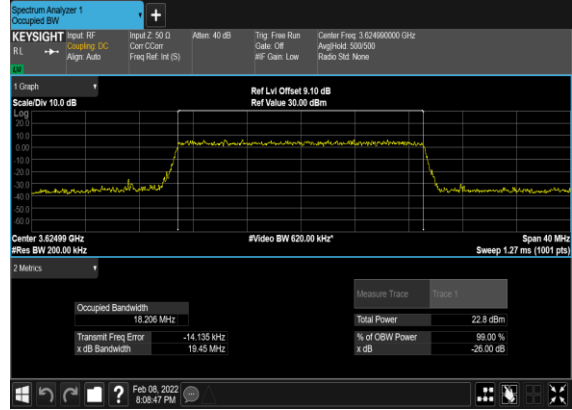 Spectrum Analyzer 1
Occupied BW
+
KEYSIGHT Input: RF Input Z: 50 Ω Atten: 40 dB Trig: Free Run Center Freq: 3.624990000 GHz
RL Coupling: DC Corr CCorr Gate: Off Avg|Hold: 500/500
Align: Auto Freq Ref: Int (S) #IF Gain: Low Radio Std: None
1 Graph
Ref Lvl Offset 9.10 dB
Scale/Div 10.0 dB Ref Value 30.00 dBm
Log
20.0
10.0
0.00
-10.0
-20.0
-30.0
-40.0
-50.0
-60.0
Center 3.62499 GHz #Video BW 620.00 kHz* Span 40 MHz
#Res BW 200.00 kHz Sweep 1.27 ms (1001 pts)
2 Metrics
Measure Trace Trace 1
Occupied Bandwidth
18.206 MHz Total Power 22.8 dBm
Transmit Freq Error -14.135 kHz % of OBW Power 99.00 %
x dB Bandwidth 19.45 MHz x dB -26.00 dB
? Feb 08, 2022
8:08:47 PM